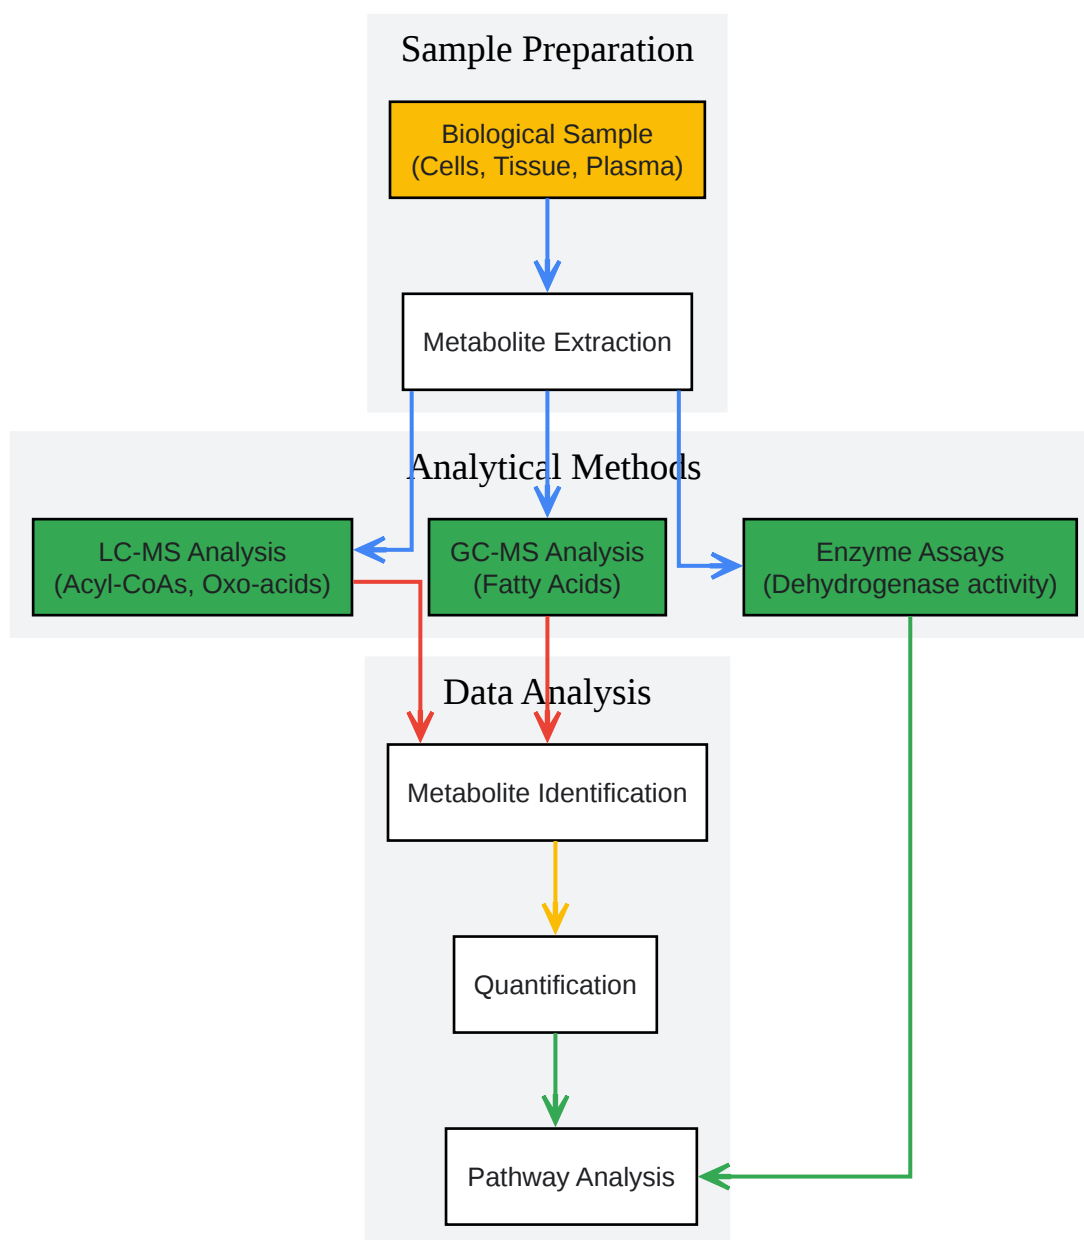 Sample Preparation
Biological Sample
(Cells, Tissue, Plasma)
Metabolite Extraction
Analytical Methods
LC-MS Analysis
(Acyl-CoAs, Oxo-acids)
GC-MS Analysis
(Fatty Acids)
Enzyme Assays
(Dehydrogenase activity)
Data Analysis
Metabolite Identification
Quantification
Pathway Analysis